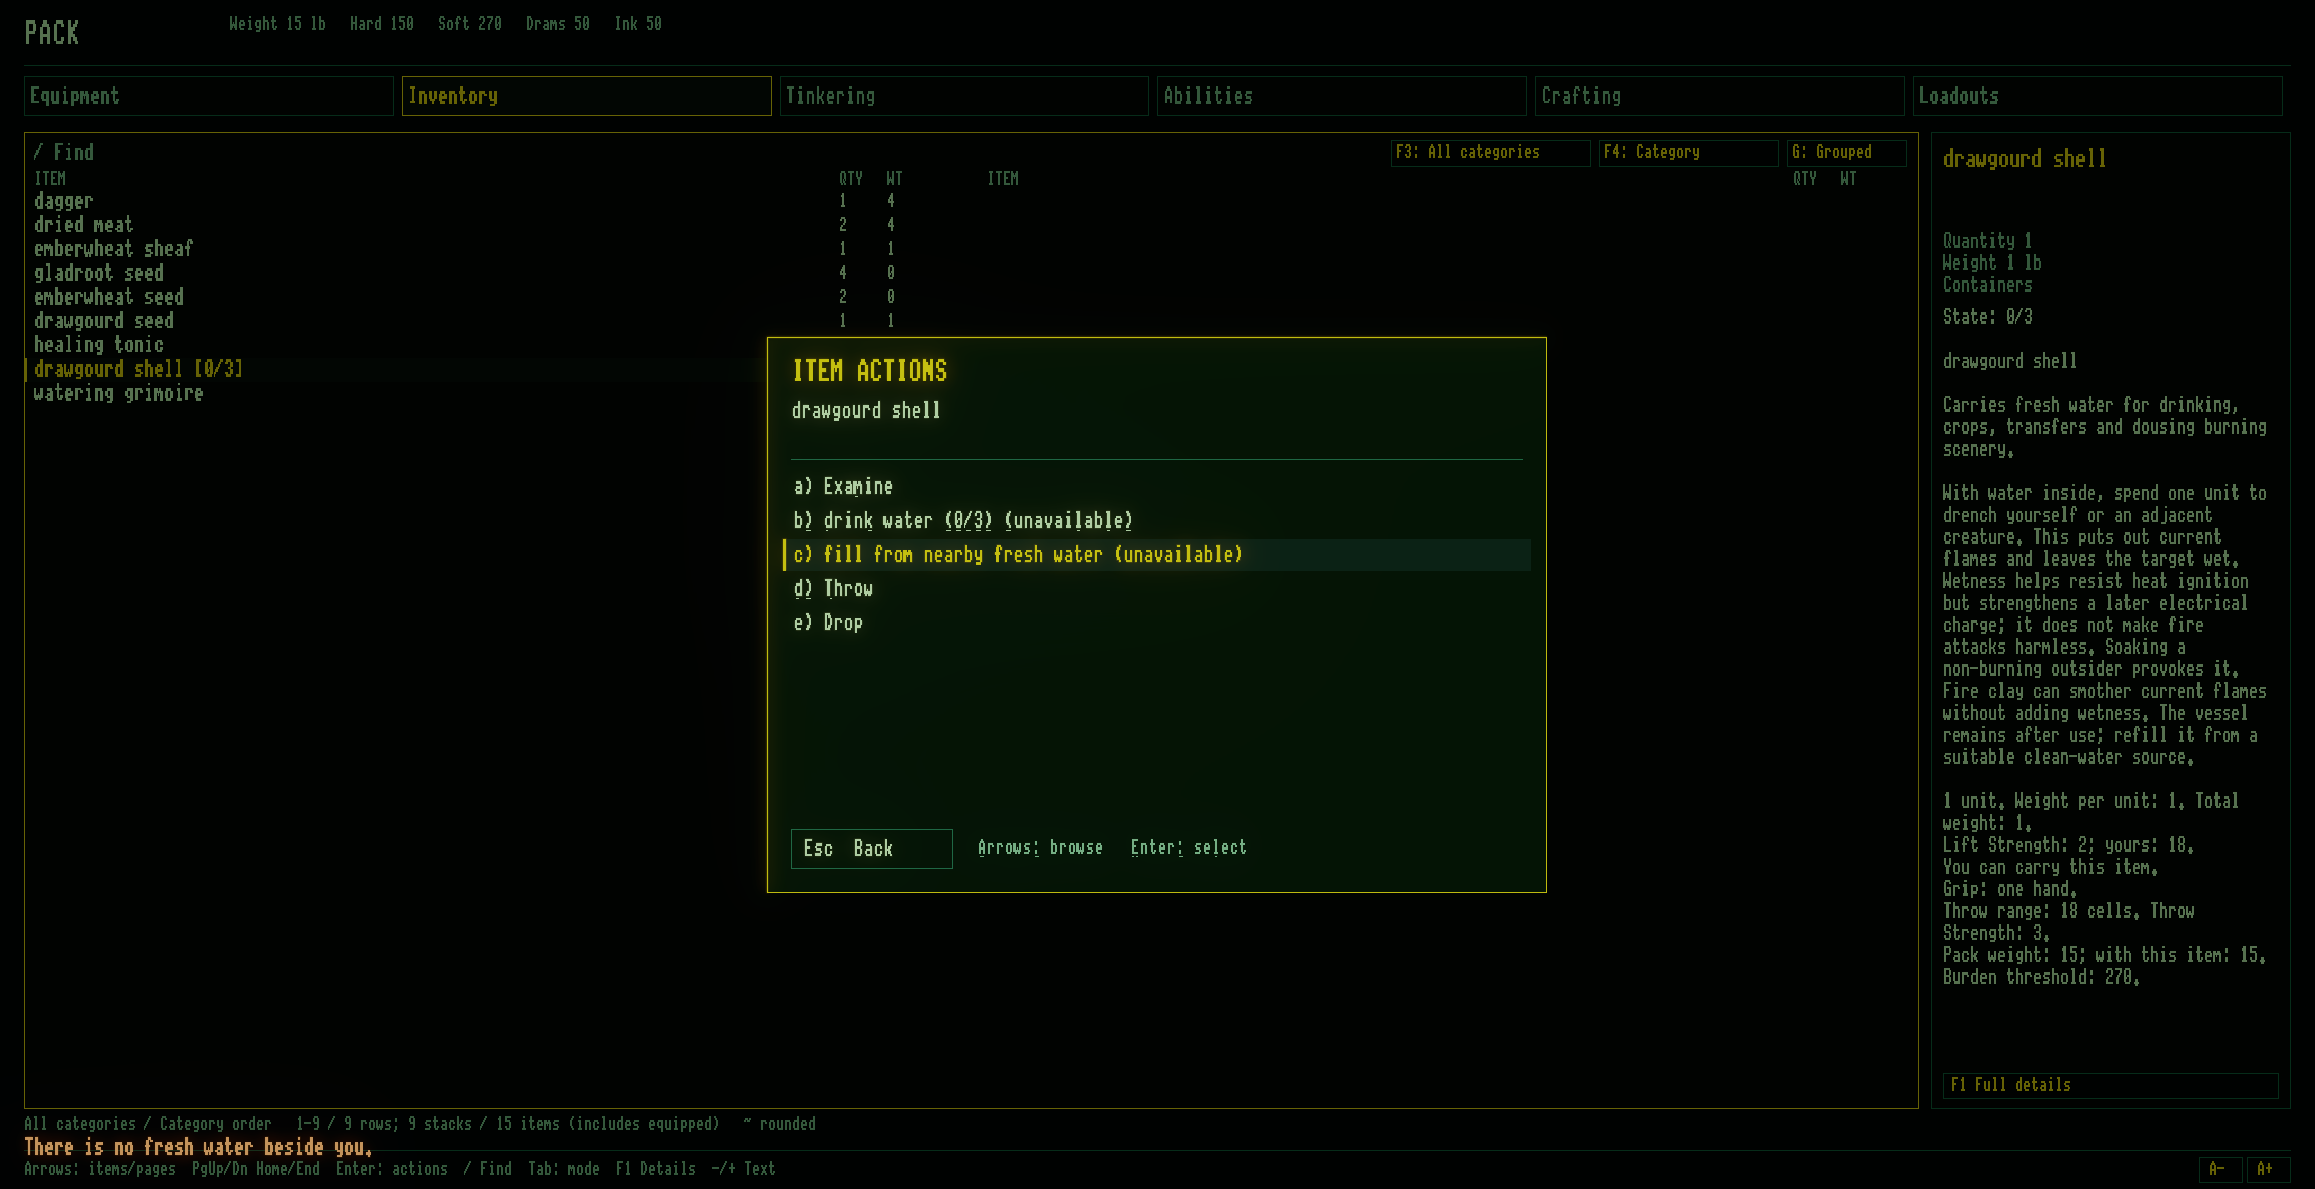 PACK
Weight 15 lb   Hard 150   Soft 270   Drams 50   Ink 50
Equipment
Inventory
Tinkering
Abilities
Crafting
Loadouts
/ Find
F3: All categories
F4: Category
G: Grouped
ITEM   QTY   WT   ITEM   QTY   WT
dagger   1   4
dried meat   2   4
emberwheat sheaf   1   1
gladroot seed   4   0
emberwheat seed   2   0
drawgourd seed   1   1
healing tonic
drawgourd shell [0/3]
watering grimoire
ITEM ACTIONS
drawgourd shell
a) Examine
b) drink water (0/3) (unavailable)
c) fill from nearby fresh water (unavailable)
d) Throw
e) Drop
Esc  Back
Arrows: browse   Enter: select
drawgourd shell
Quantity 1
Weight 1 lb
Containers
State: 0/3
drawgourd shell
Carries fresh water for drinking,
crops, transfers and dousing burning
scenery.
With water inside, spend one unit to
drench yourself or an adjacent
creature. This puts out current
flames and leaves the target wet.
Wetness helps resist heat ignition
but strengthens a later electrical
charge; it does not make fire
attacks harmless. Soaking a
non-burning outsider provokes it.
Fire clay can smother current flames
without adding wetness. The vessel
remains after use; refill it from a
suitable clean-water source.
1 unit. Weight per unit: 1. Total
weight: 1.
Lift Strength: 2; yours: 18.
You can carry this item.
Grip: one hand.
Throw range: 18 cells. Throw
Strength: 3.
Pack weight: 15; with this item: 15.
Burden threshold: 270.
F1 Full details
All categories / Category order   1-9 / 9 rows; 9 stacks / 15 items (includes equipped)   ~ rounded
There is no fresh water beside you.
Arrows: items/pages  PgUp/Dn Home/End  Enter: actions  / Find  Tab: mode  F1 Details  -/+ Text
A-
A+